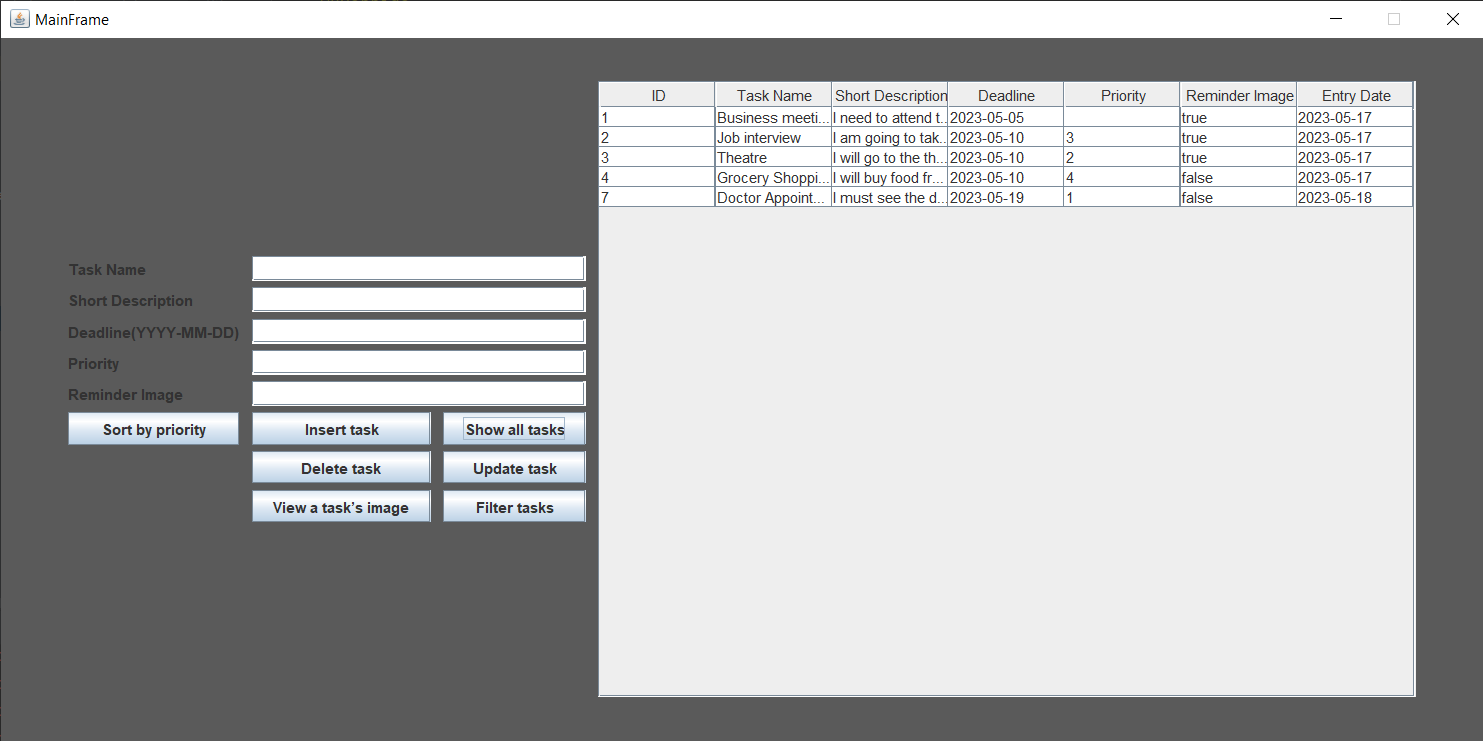 MainFrame
ID Task Name Short Description Deadline Priority Reminder Image Entry Date
1 Business meeti... I need to attend t... 2023-05-05 true 2023-05-17
2 Job interview I am going to tak... 2023-05-10 3 true 2023-05-17
3 Theatre I will go to the th... 2023-05-10 2 true 2023-05-17
4 Grocery Shoppi... I will buy food fr... 2023-05-10 4 false 2023-05-17
7 Doctor Appoint... I must see the d... 2023-05-19 1 false 2023-05-18
Task Name
Short Description
Deadline(YYYY-MM-DD)
Priority
Reminder Image
Sort by priority Insert task Show all tasks
Delete task Update task
View a task's image Filter tasks